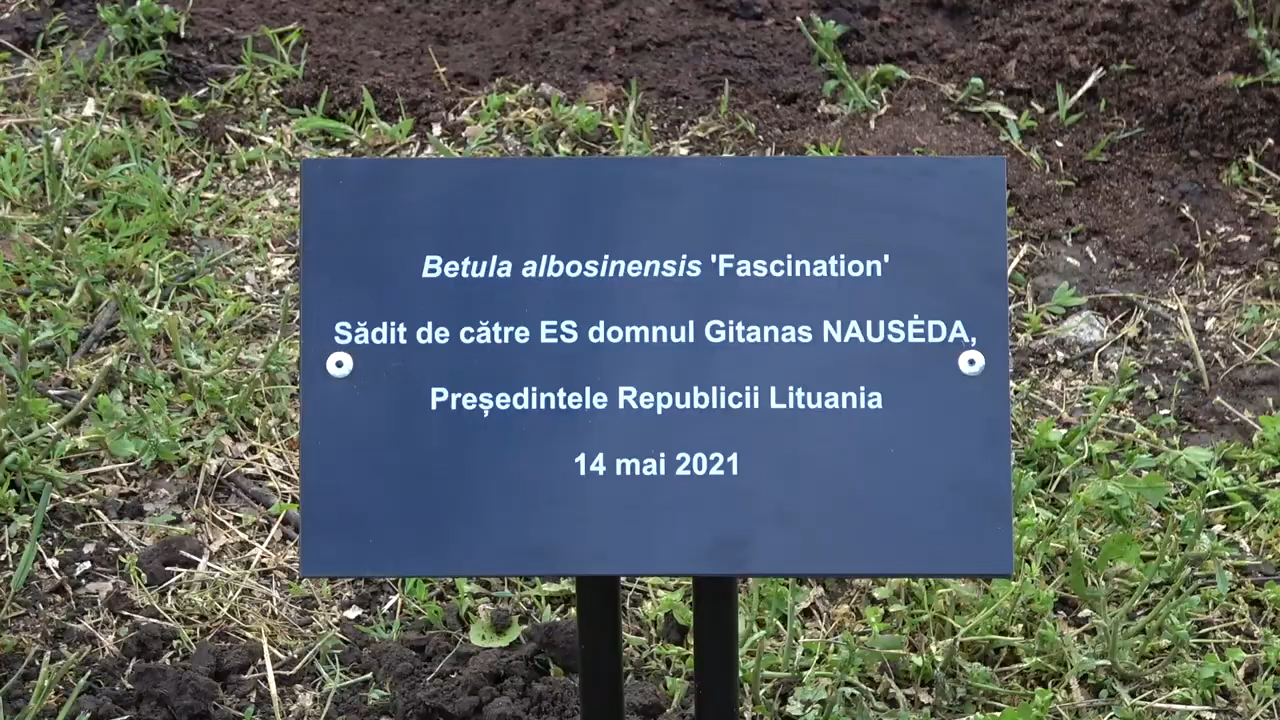 Betula albosinensis 'Fascination'
Sădit de către ES domnul Gitanas NAUSĖDA,
Președintele Republicii Lituania
14 mai 2021